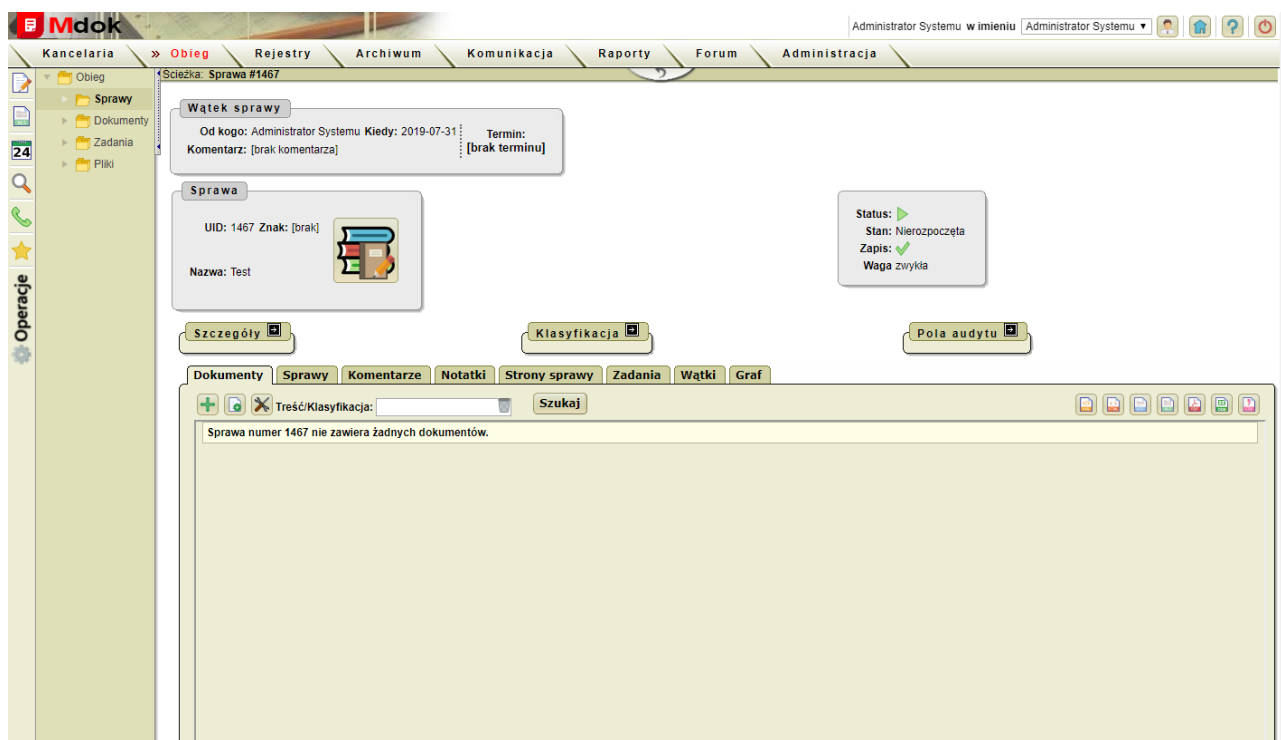 Mdok
Administrator Systemu w imieniu Administrator Systemu
Kancelaria » Obieg Rejestry Archiwum Komunikacja Raporty Forum Administracja
Obieg
Sprawy
Dokumenty
Zadania
Pliki
24
Operacje
Scieżka: Sprawa #1467
Wątek sprawy
Od kogo: Administrator Systemu Kiedy: 2019-07-31
Komentarz: [brak komentarza]
Termin:
[brak terminu]
Sprawa
UID: 1467 Znak: [brak]
Nazwa: Test
Status:
Stan: Nierozpoczęta
Zapis:
Waga zwykła
Szczegóły Klasyfikacja Pola audytu
Dokumenty Sprawy Komentarze Notatki Strony sprawy Zadania Wątki Graf
Treść/Klasyfikacja: Szukaj
Sprawa numer 1467 nie zawiera żadnych dokumentów.